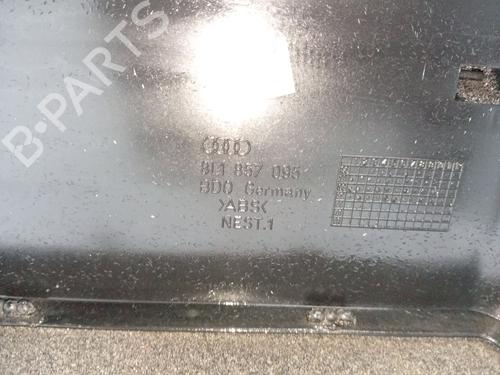 B-PARTS
8L1 857 095
BDO Germany
>ABS<
NEST.1